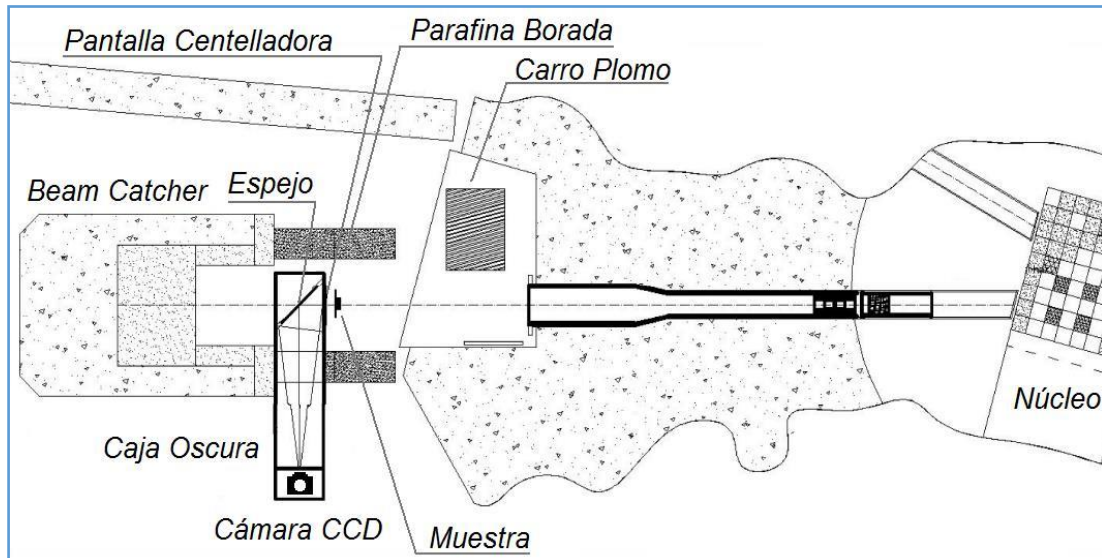 Pantalla Centelladora
Parafina Borada
Carro Plomo
Beam Catcher
Espejo
Núcleo
Caja Oscura
Cámara CCD
Muestra